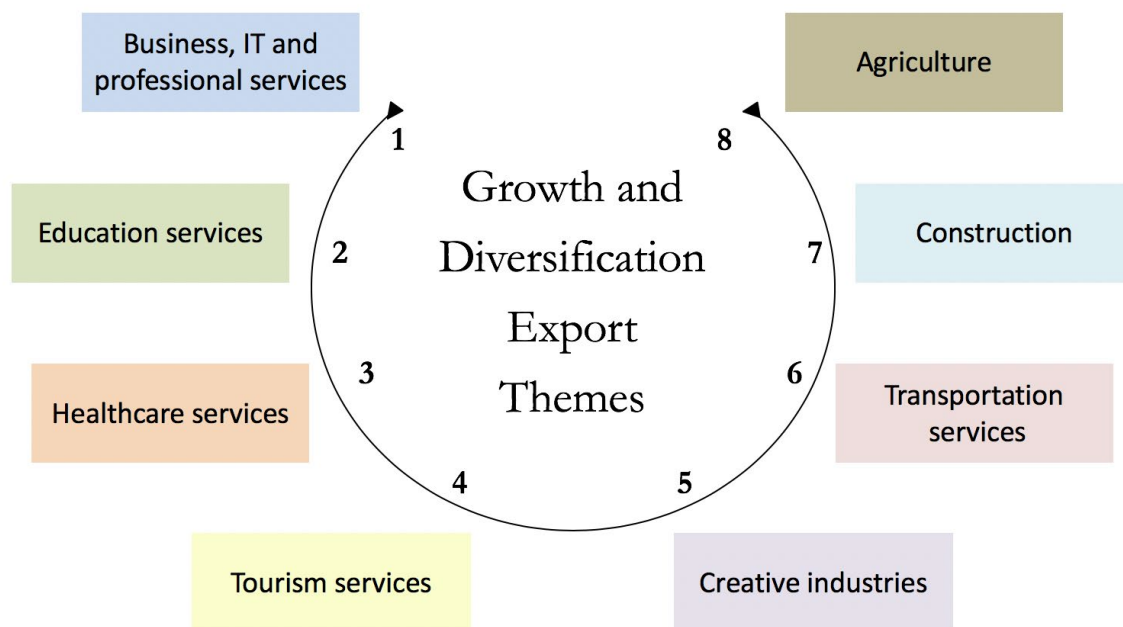 Business, IT and
professional services
Agriculture
1
8
Growth and
Diversification
Export
Themes
Education services
2
7
Construction
Healthcare services
3
6
Transportation
services
4
5
Tourism services
Creative industries